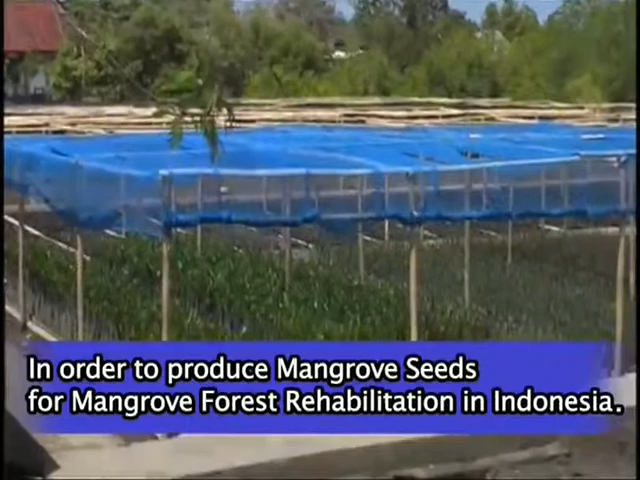 In order to produce Mangrove Seeds
for Mangrove Forest Rehabilitation in Indonesia.